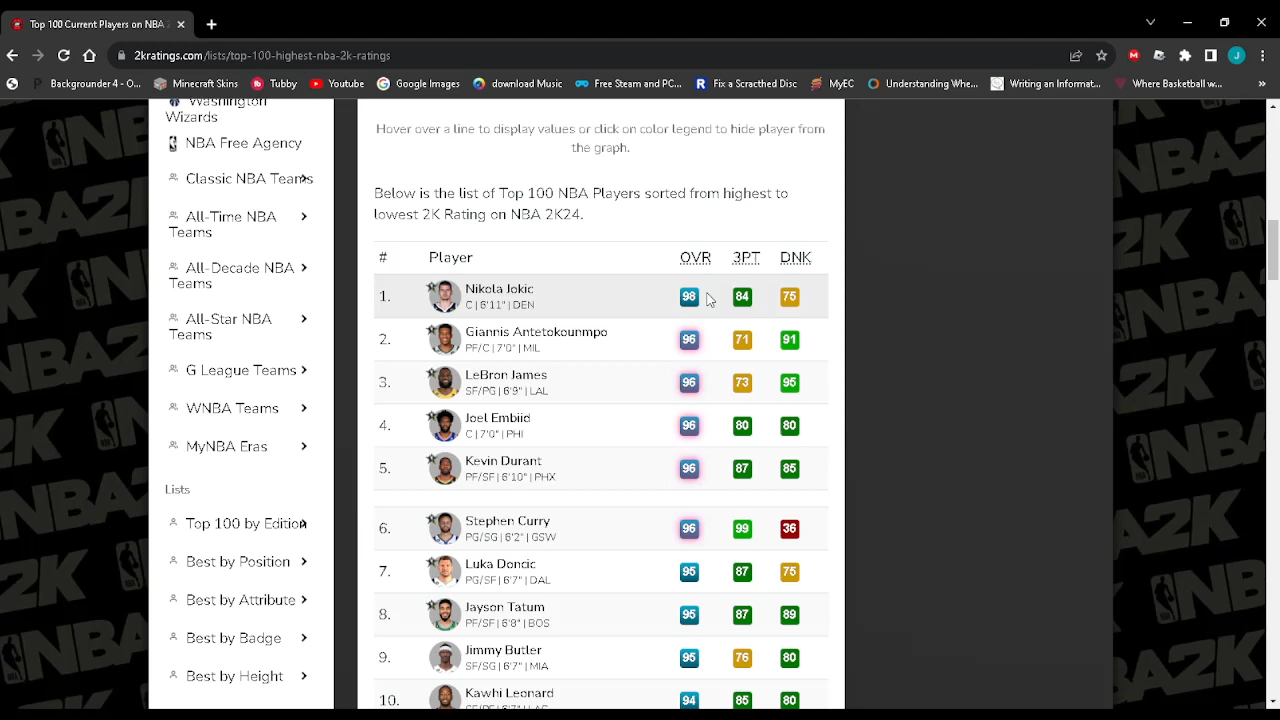 Top 100 Current Players on NBA 2
2kratings.com/lists/top-100-highest-nba-2k-ratings
J
Backgrounder 4 - O...
Minecraft Skins
Tubby
Youtube
Google Images
download Music
Free Steam and PC...
Fix a Scracthed Disc
MyEC
Understanding Whe...
Writing an Informat...
Where Basketball w...
Washington
Wizards
NBA Free Agency
Classic NBA Teams
All-Time NBA
Teams
All-Decade NBA
Teams
All-Star NBA
Teams
G League Teams
WNBA Teams
MyNBA Eras
Lists
Top 100 by Edition
Best by Position
Best by Attribute
Best by Badge
Best by Height
Hover over a line to display values or click on color legend to hide player from
the graph.
Below is the list of Top 100 NBA Players sorted from highest to
lowest 2K Rating on NBA 2K24.
# Player OVR 3PT DNK
1. Nikola Jokic 98 84 75
C | 6'11" | DEN
2. Giannis Antetokounmpo 96 71 91
PF/C | 7'0" | MIL
3. LeBron James 96 73 95
SF/PG | 6'9" | LAL
4. Joel Embiid 96 80 80
C | 7'0" | PHI
5. Kevin Durant 96 87 85
PF/SF | 6'10" | PHX
6. Stephen Curry 96 99 36
PG/SG | 6'2" | GSW
7. Luka Doncic 95 87 75
PG/SF | 6'7" | DAL
8. Jayson Tatum 95 87 89
PF/SF | 6'8" | BOS
9. Jimmy Butler 95 76 80
SF/SG | 6'7" | MIA
10. Kawhi Leonard 94 85 80